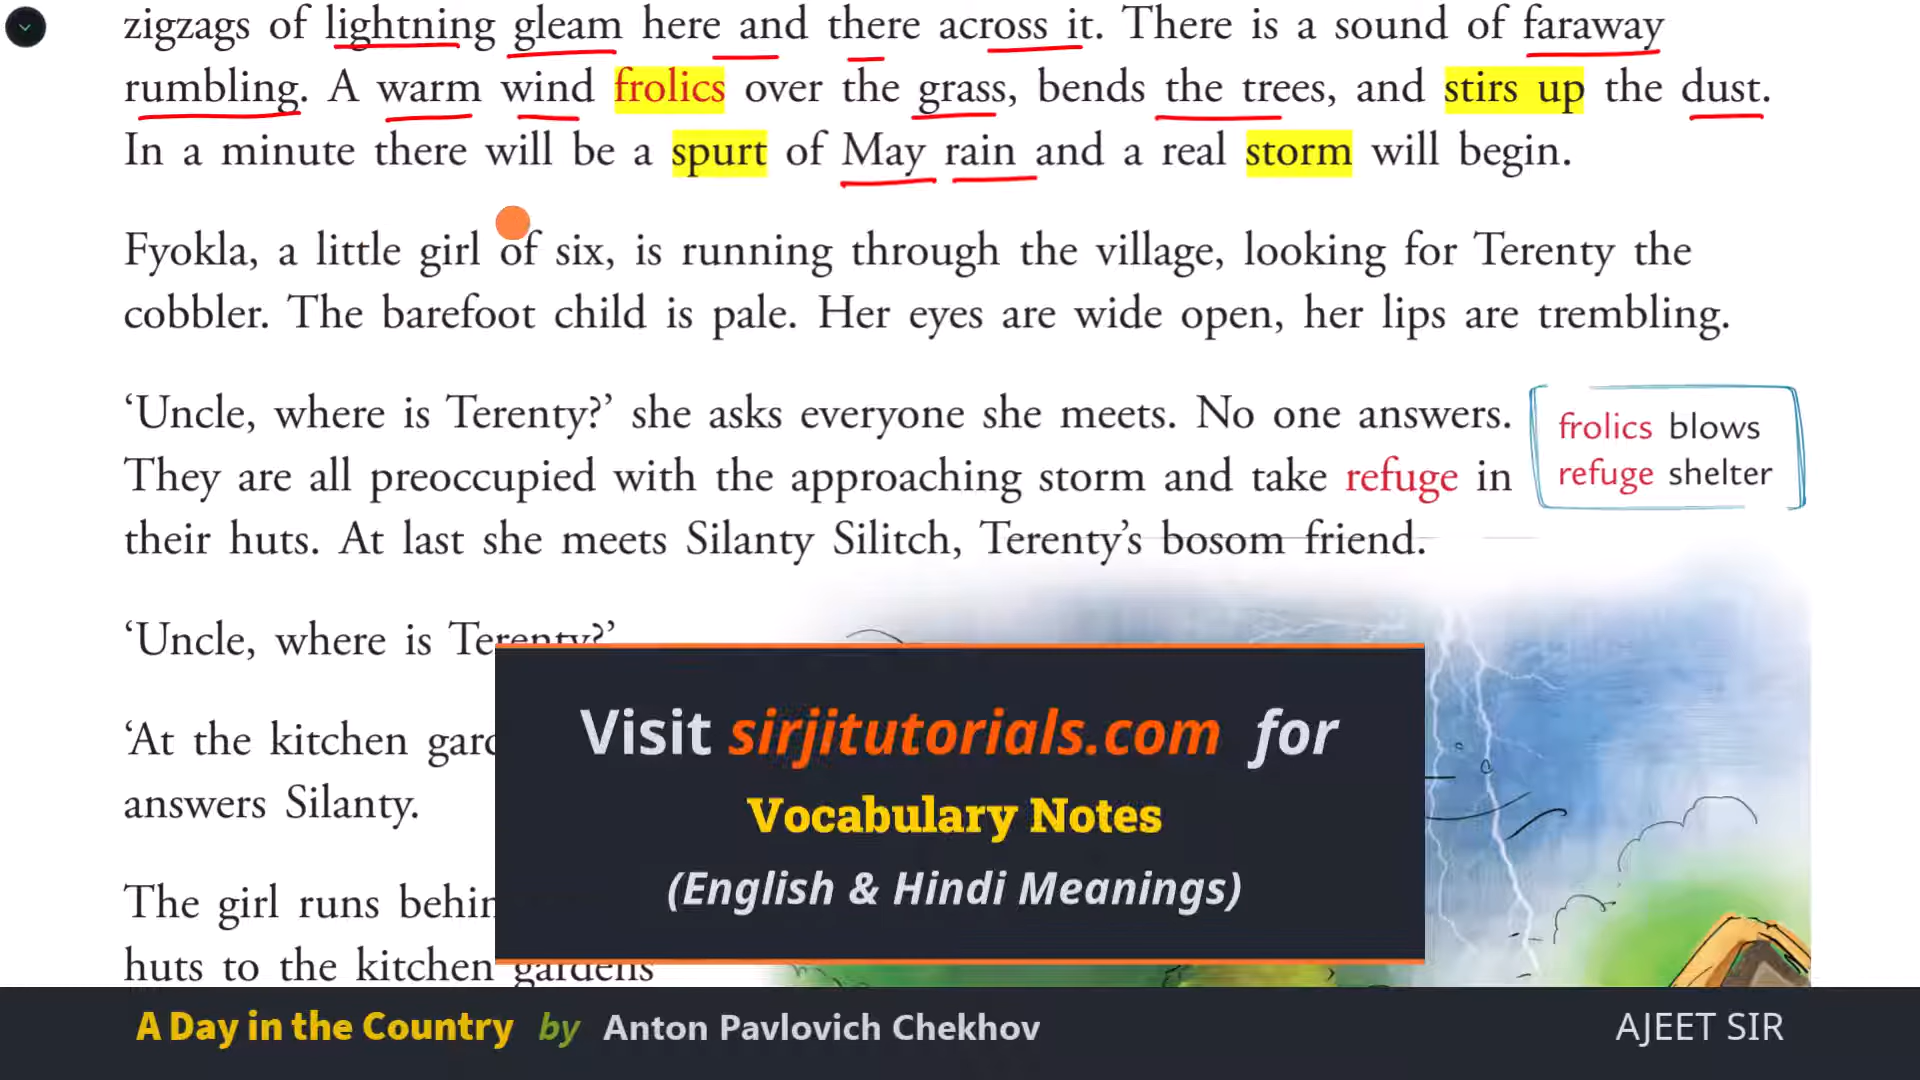 zigzags of lightning gleam here and there across it. There is a sound of faraway
rumbling. A warm wind frolics over the grass, bends the trees, and stirs up the dust.
In a minute there will be a spurt of May rain and a real storm will begin.
Fyokla, a little girl of six, is running through the village, looking for Terenty the
cobbler. The barefoot child is pale. Her eyes are wide open, her lips are trembling.
‘Uncle, where is Terenty?’ she asks everyone she meets. No one answers.
They are all preoccupied with the approaching storm and take refuge in
their huts. At last she meets Silanty Silitch, Terenty’s bosom friend.
frolics blows
refuge shelter
‘Uncle, where is Terenty?’
‘At the kitchen
answers Silanty.
The girl runs
huts to the kitchen gardens
Visit sirjitutorials.com for
Vocabulary Notes
(English & Hindi Meanings)
A Day in the Country by Anton Pavlovich Chekhov
AJEET SIR